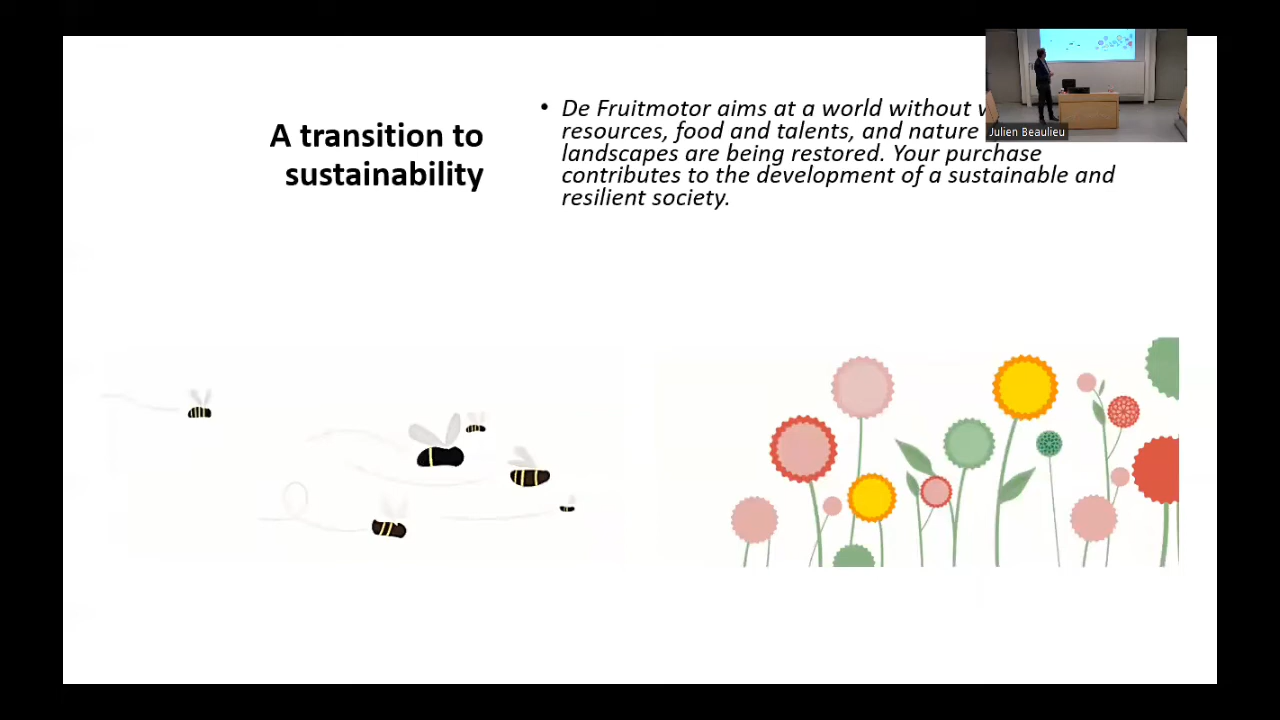 A transition to
sustainability
• De Fruitmotor aims at a world without
resources, food and talents, and nature
landscapes are being restored. Your purchase
contributes to the development of a sustainable and
resilient society.
Julien Beaulieu